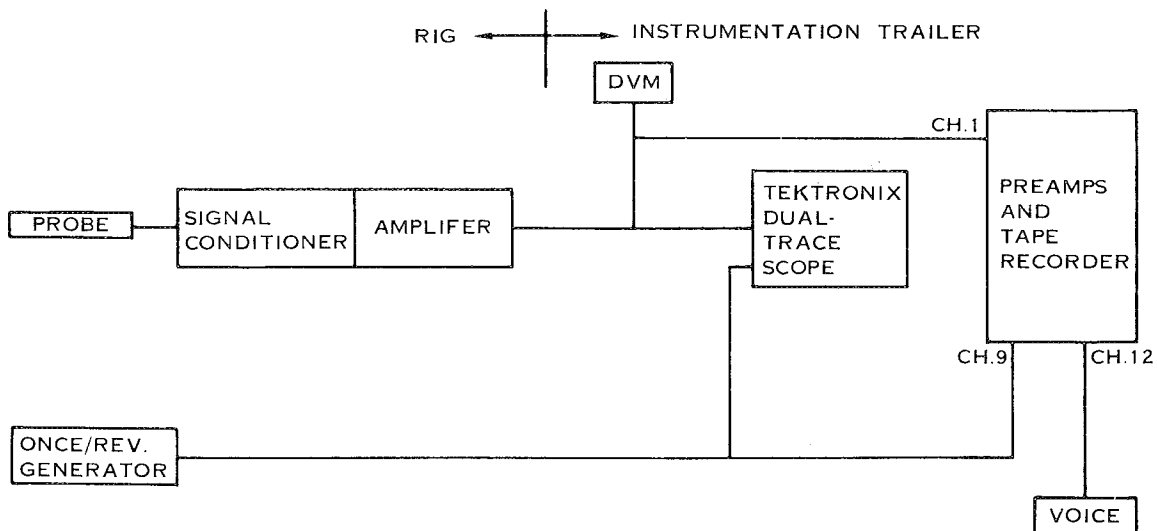 RIG
INSTRUMENTATION TRAILER
DVM
CH.1
PROBE
SIGNAL
CONDITIONER
AMPLIFER
TEKTRONIX
DUAL-
TRACE
SCOPE
PREAMPS
AND
TAPE
RECORDER
CH.9
CH.12
ONCE/REV.
GENERATOR
VOICE